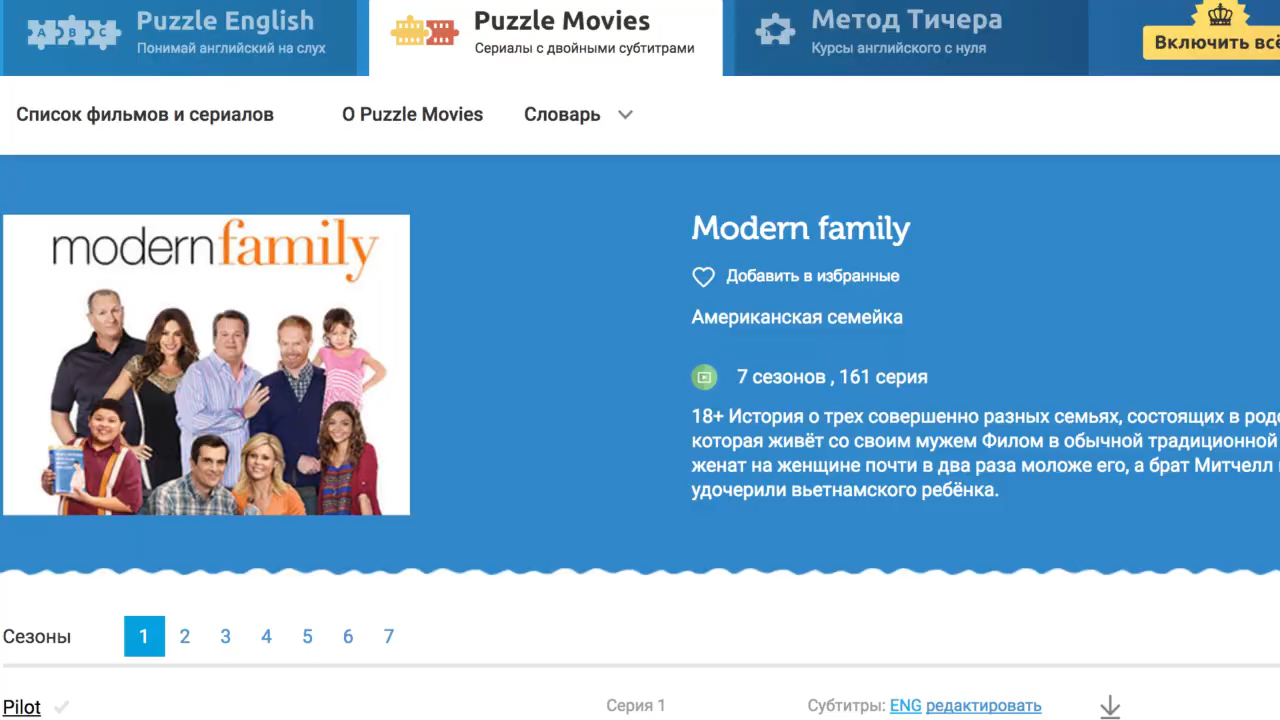 Puzzle English
Понимай английский на слух
Puzzle Movies
Сериалы с двойными субтитрами
Метод Тичера
Курсы английского с нуля
Включить всё
Список фильмов и сериалов
О Puzzle Movies
Словарь
modernfamily
Modern family
Добавить в избранные
Американская семейка
7 сезонов , 161 серия
18+ История о трех совершенно разных семьях, состоящих в
которая живёт со своим мужем Филом в обычной традиционной
женат на женщине почти в два раза моложе его, а брат Митчелл
удочерили вьетнамского ребёнка.
Сезоны 1 2 3 4 5 6 7
Pilot Серия 1 Субтитры: ENG редактировать